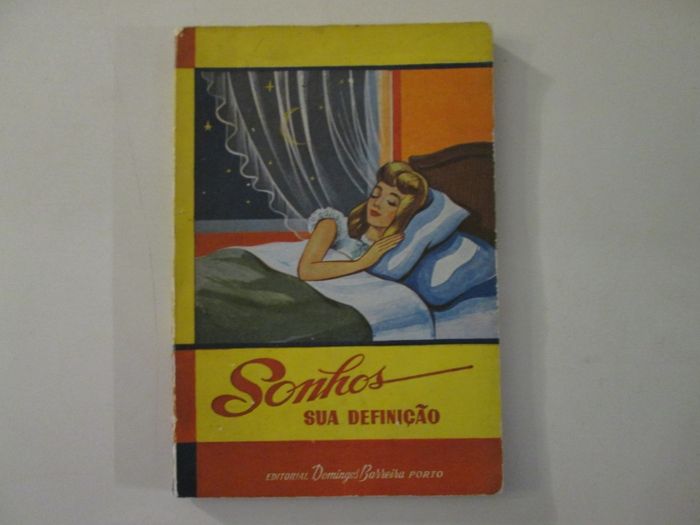 Sonhos
SUA DEFINIÇÃO
EDITORIAL Domingos Barreira PORTO